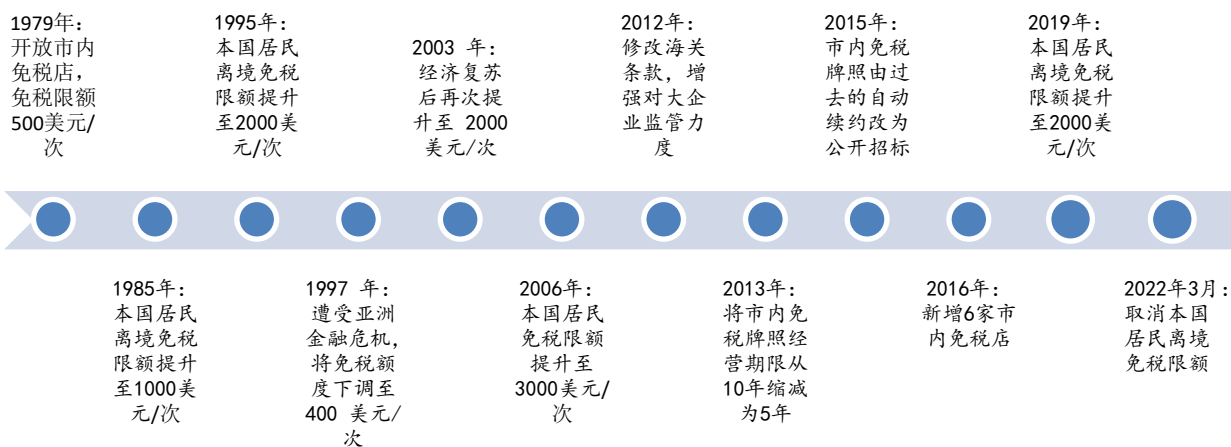 1979年：
开放市内
免税店，
免税限额
500美元/
次
1985年：
本国居民
离境免税
限额提升
至1000美
元/次
1995年：
本国居民
离境免税
限额提升
至2000美
元/次
1997 年：
遭受亚洲
金融危机，
将免税额
度下调至
400 美元/
次
2003 年：
经济复苏
后再次提
升至 2000
美元/次
2006年：
本国居民
免税限额
提升至
3000美元/
次
2012年：
修改海关
条款，增
强对大企
业监管力
度
2013年：
将市内免
税牌照经
营期限从
10年缩减
为5年
2015年：
市内免税
牌照由过
去的自动
续约改为
公开招标
2016年：
新增6家市
内免税店
2019年：
本国居民
离境免税
限额提升
至2000美
元/次
2022年3月：
取消本国
居民离境
免税限额